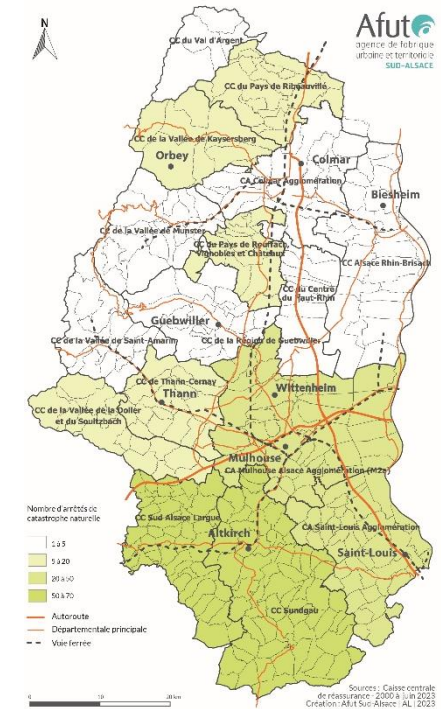 N
Afut
agence de fabrique
urbaine et territoriale
SUD-ALSACE
CC du Val d'Argent
CC du Pays de Ribeauvillé
CC de la Vallée de Kaysersberg
Orbey
Colmar
CA Colmar Agglomération
Biesheim
CC de la Vallée de Munster
CC du Pays de Rouffach,
Vignobles et Châteaux
CC Alsace Rhin-Brisach
CC du Centre
du Haut-Rhin
Guebwiller
CC de la Vallée de Saint-Amarin
CC de la Région de Guebwiller
CC de Thann-Cernay
Thann
Wittenheim
CC de la Vallée de la Doller
et du Soultzbach
Mulhouse
CA Mulhouse Alsace Agglomération (M2a)
CC Sud Alsace Largue
CA Saint-Louis Agglomération
Altkirch
Saint-Louis
CC Sundgau
Nombre d'arrêtés de
catastrophe naturelle
1 à 5
5 à 20
20 à 50
50 à 70
Autoroute
Départementale principale
Voie ferrée
0 10 20 km
Sources : Caisse centrale
de réassurance - 2000 à juin 2023
Création : Afut Sud-Alsace | AL | 2023